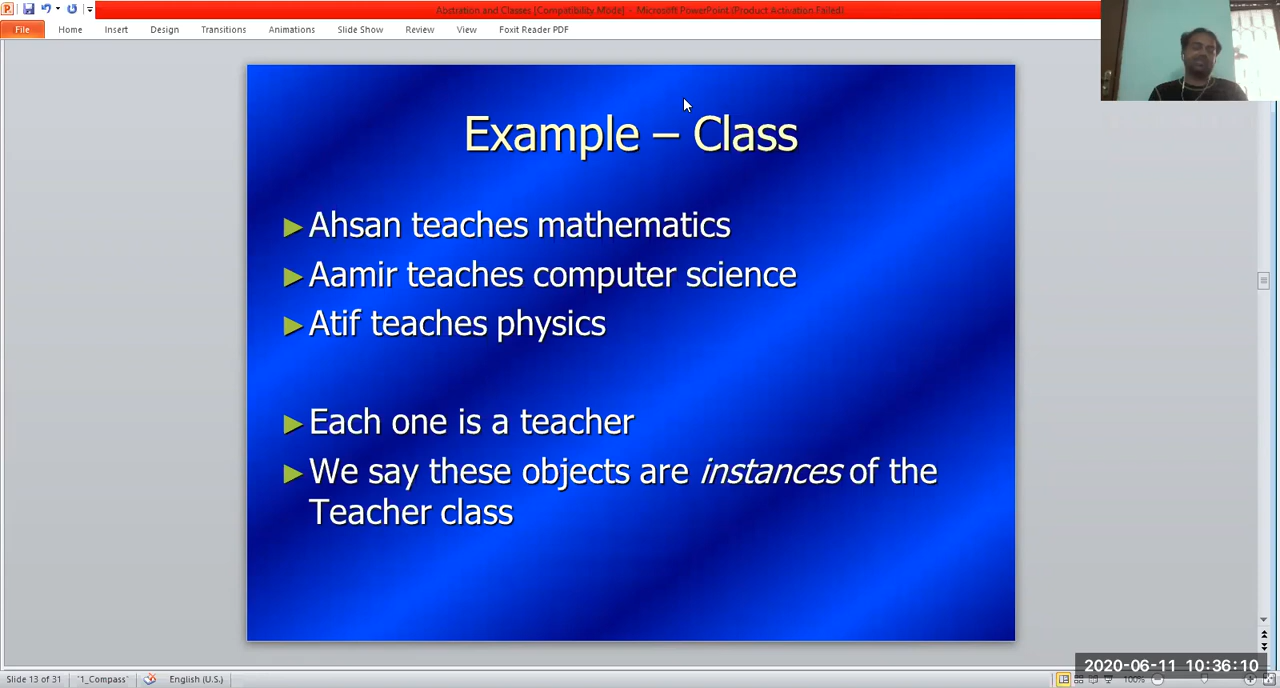 Abstration and Classes [Compatibility Mode] - Microsoft PowerPoint (Product Activation Failed)
File Home Insert Design Transitions Animations Slide Show Review View Foxit Reader PDF
Example – Class
Ahsan teaches mathematics
Aamir teaches computer science
Atif teaches physics
Each one is a teacher
We say these objects are instances of the
Teacher class
2020-06-11 10:36:10
Slide 13 of 31 "1_Compass" English (U.S.) 100%